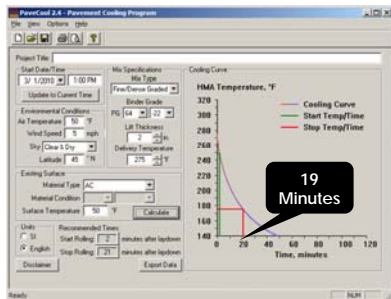 PaveCool 2.4 - Pavement Cooling Program
File View Options Help
Project Title:
Start Date/Time
3/ 1/2010 1:00 PM
Update to Current Time
Environmental Conditions
Air Temperature 50 °F
Wind Speed 5 mph
Sky Clear & Dry
Latitude 45 °N
Mix Specifications
Mix Type
Fine/Dense Graded
Binder Grade
PG 64 -22
Lift Thickness
2 in
Delivery Temperature
275 °F
Existing Surface
Material Type AC
Material Condition
Surface Temperature 50 °F
Calculate
Units
SI
English
Recommended Times
Start Rolling: 2 minutes after laydown
Stop Rolling: 21 minutes after laydown
Disclaimer
Export Data
Cooling Curve
HMA Temperature, °F
320
300
280
260
240
220
200
180
160
140
0 20 40 60 80 100 120
Time, minutes
Cooling Curve
Start Temp/Time
Stop Temp/Time
19
Minutes
Ready
NUM